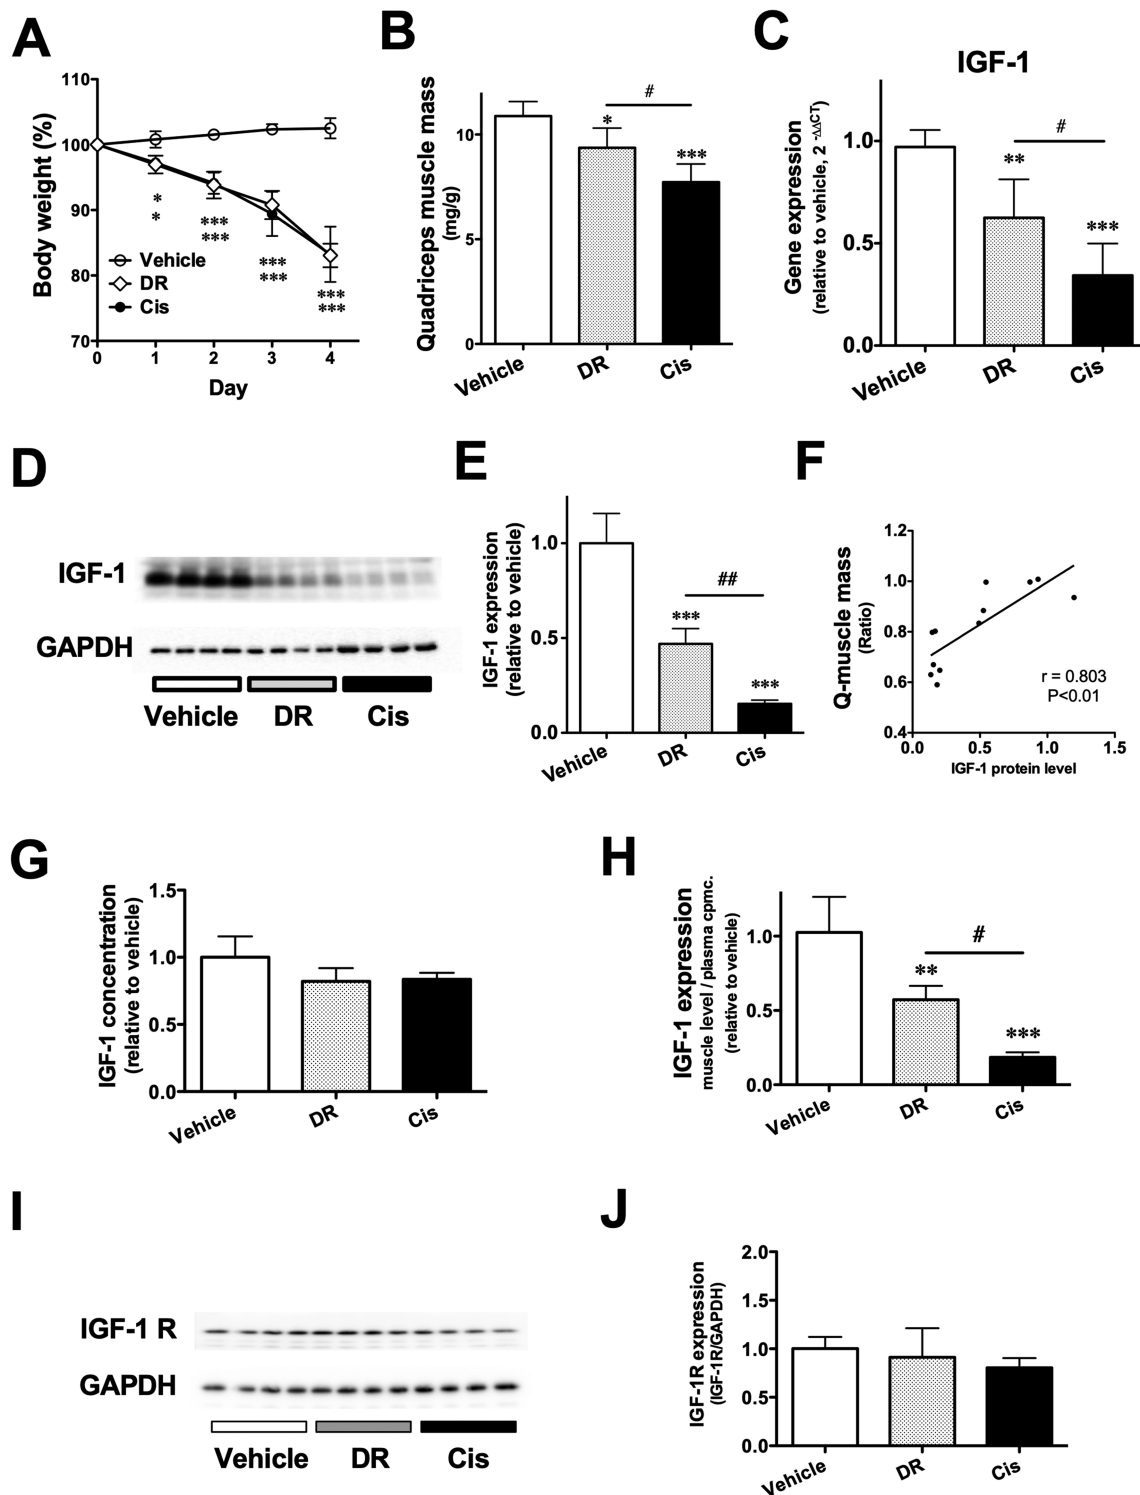 A
110
100
90
80
70
Body weight (%)
*
*
***
***
***
***
***
***
Vehicle
DR
Cis
0
1
2
3
4
Day
B
Quadriceps muscle mass
(mg/g)
10
5
0
*
***
#
Vehicle
DR
Cis
C
IGF-1
Gene expression
(relative to vehicle, 2 -ΔΔCT)
1.0
0.5
0.0
**
***
#
Vehicle
DR
Cis
D
IGF-1
GAPDH
Vehicle
DR
Cis
E
IGF-1 expression
(relative to vehicle)
1.0
0.5
0.0
***
***
##
Vehicle
DR
Cis
F
Q-muscle mass
(Ratio)
1.2
1.0
0.8
0.6
0.4
r = 0.803
P<0.01
0.0
0.5
1.0
1.5
IGF-1 protein level
G
IGF-1 concentration
(relative to vehicle)
1.5
1.0
0.5
0.0
Vehicle
DR
Cis
H
IGF-1 expression
muscle level / plasma cpmc.
(relative to vehicle)
1.0
0.5
0.0
**
***
#
Vehicle
DR
Cis
I
IGF-1 R
GAPDH
Vehicle
DR
Cis
J
IGF-1R expression
(IGF-1R/GAPDH)
2.0
1.5
1.0
0.5
0.0
Vehicle
DR
Cis